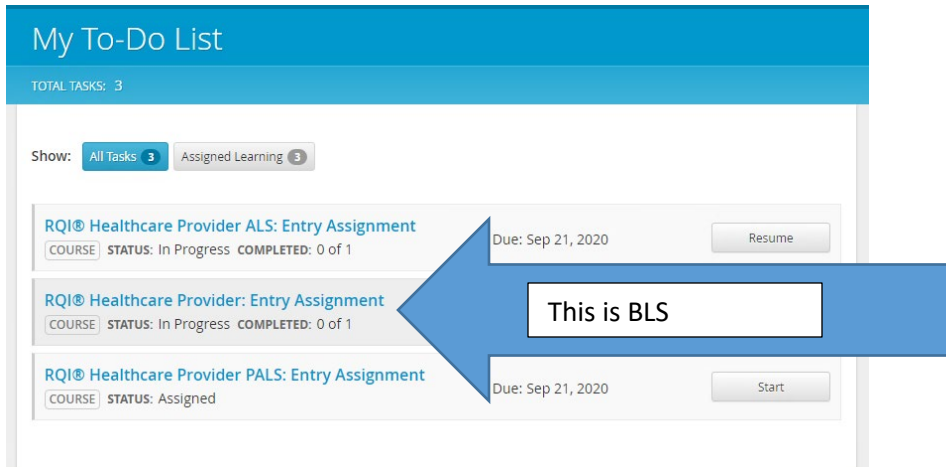 My To-Do List
TOTAL TASKS: 3
Show: All Tasks 3 Assigned Learning 3
RQI® Healthcare Provider ALS: Entry Assignment
COURSE STATUS: In Progress COMPLETED: 0 of 1
Due: Sep 21, 2020
Resume
RQI® Healthcare Provider: Entry Assignment
COURSE STATUS: In Progress COMPLETED: 0 of 1
This is BLS
RQI® Healthcare Provider PALS: Entry Assignment
COURSE STATUS: Assigned
Due: Sep 21, 2020
Start